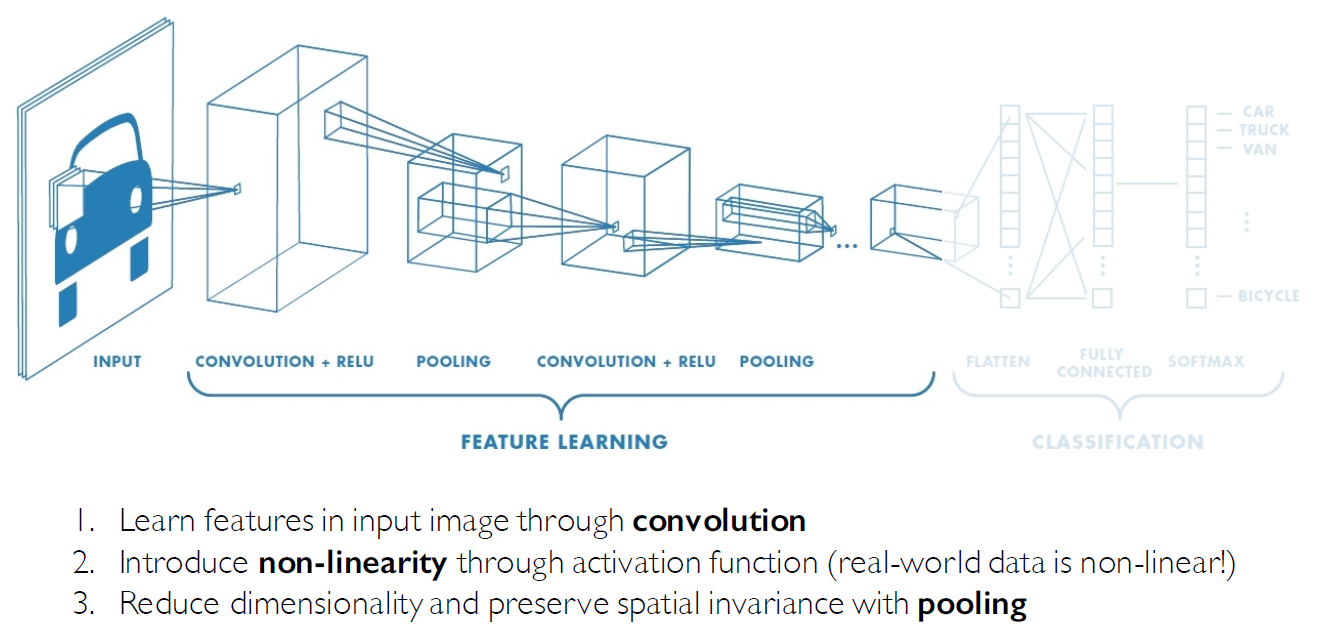 CAR
TRUCK
VAN
BICYCLE
INPUT
CONVOLUTION + RELU
POOLING
CONVOLUTION + RELU
POOLING
FLATTEN
FULLY
CONNECTED
SOFTMAX
FEATURE LEARNING
CLASSIFICATION
1. Learn features in input image through convolution
2. Introduce non-linearity through activation function (real-world data is non-linear!)
3. Reduce dimensionality and preserve spatial invariance with pooling